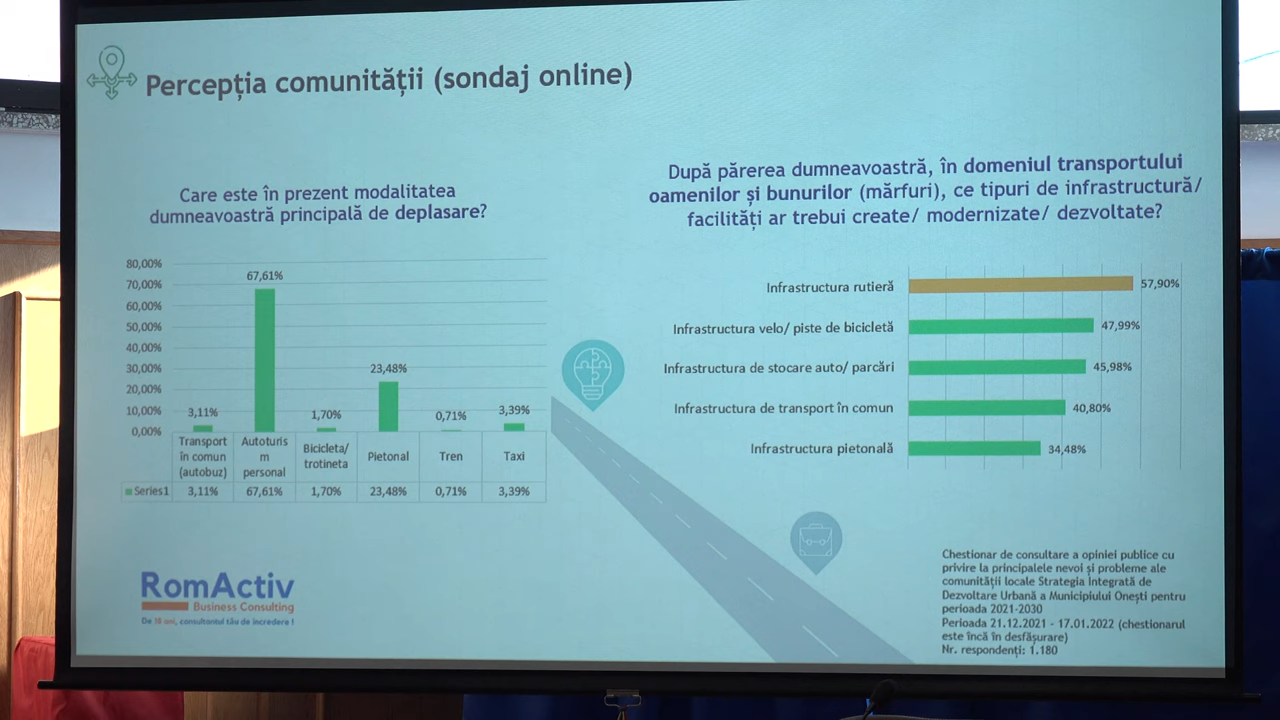 Percepția comunității (sondaj online)
Care este în prezent modalitatea
dumneavoastră principală de deplasare?
80,00%
70,00%
60,00%
50,00%
40,00%
30,00%
20,00%
10,00%
0,00%
3,11%
67,61%
1,70%
23,48%
0,71%
3,39%
Transport
în comun
(autobuz)
Autoturis
m
personal
Bicicleta/
trotineta
Pietonal
Tren
Taxi
Series1 3,11% 67,61% 1,70% 23,48% 0,71% 3,39%
După părerea dumneavoastră, în domeniul transportului
oamenilor și bunurilor (mărfuri), ce tipuri de infrastructură/
facilități ar trebui create/ modernizate/ dezvoltate?
Infrastructura rutieră 57,90%
Infrastructura velo/ piste de bicicletă 47,99%
Infrastructura de stocare auto/ parcări 45,98%
Infrastructura de transport în comun 40,80%
Infrastructura pietonală 34,48%
RomActiv
Business Consulting
De 18 ani, consultantul tău de încredere !
Chestionar de consultare a opiniei publice cu
privire la principalele nevoi și probleme ale
comunității locale Strategia Integrată de
Dezvoltare Urbană a Municipiului Onești pentru
perioada 2021-2030
Perioada 21.12.2021 - 17.01.2022 (chestionarul
este încă în desfășurare)
Nr. respondenți: 1.180